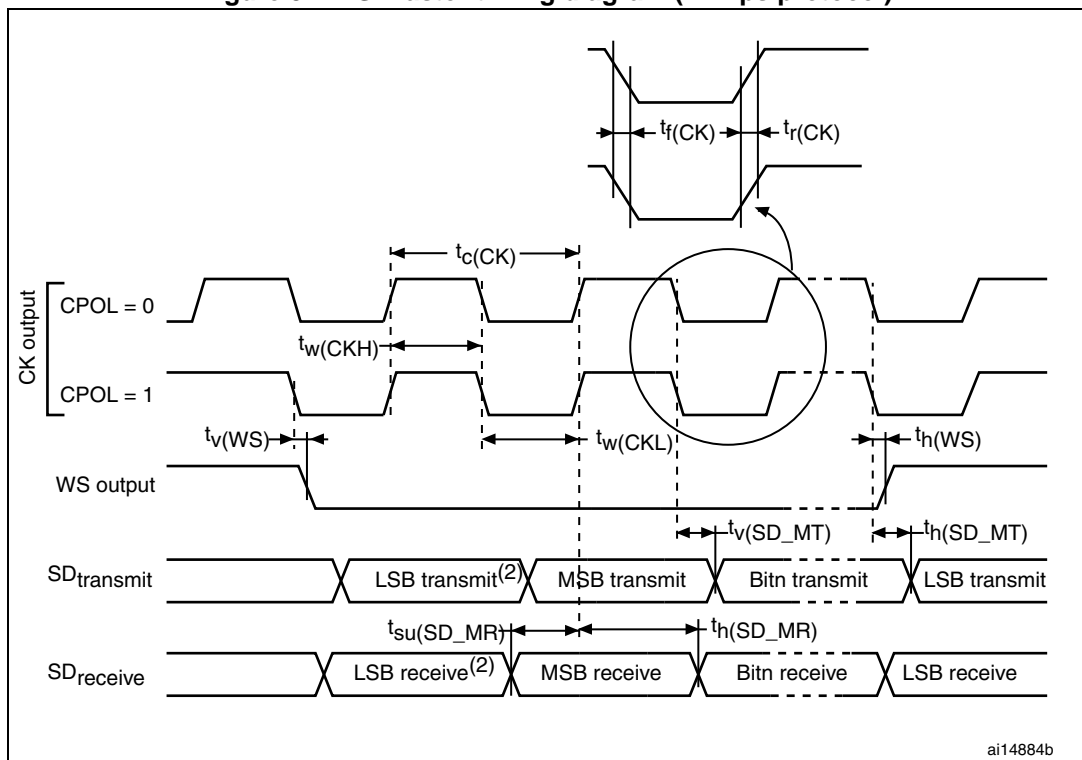 tf(CK)
tr(CK)
tc(CK)
CK output
CPOL = 0
tw(CKH)
CPOL = 1
tv(WS)
tw(CKL)
th(WS)
WS output
tv(SD_MT)
th(SD_MT)
SDtransmit
LSB transmit(2)
MSB transmit
Bitn transmit
LSB transmit
tsu(SD_MR)
th(SD_MR)
SDreceive
LSB receive(2)
MSB receive
Bitn receive
LSB receive
ai14884b